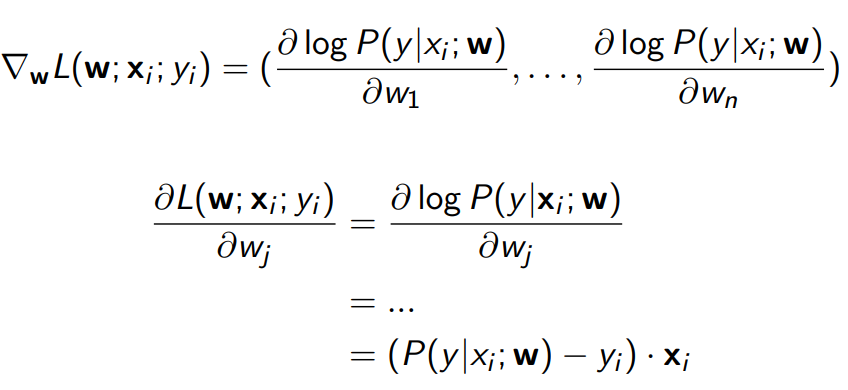 ∇_𝐰 L(𝐰; 𝐱_i; y_i) = (∂ log P(y|x_i; 𝐰) / ∂w_1, . . . , ∂ log P(y|x_i; 𝐰) / ∂w_n)
∂L(𝐰; 𝐱_i; y_i) / ∂w_j = ∂ log P(y|𝐱_i; 𝐰) / ∂w_j
= ...
= (P(y|x_i; 𝐰) − y_i) · 𝐱_i